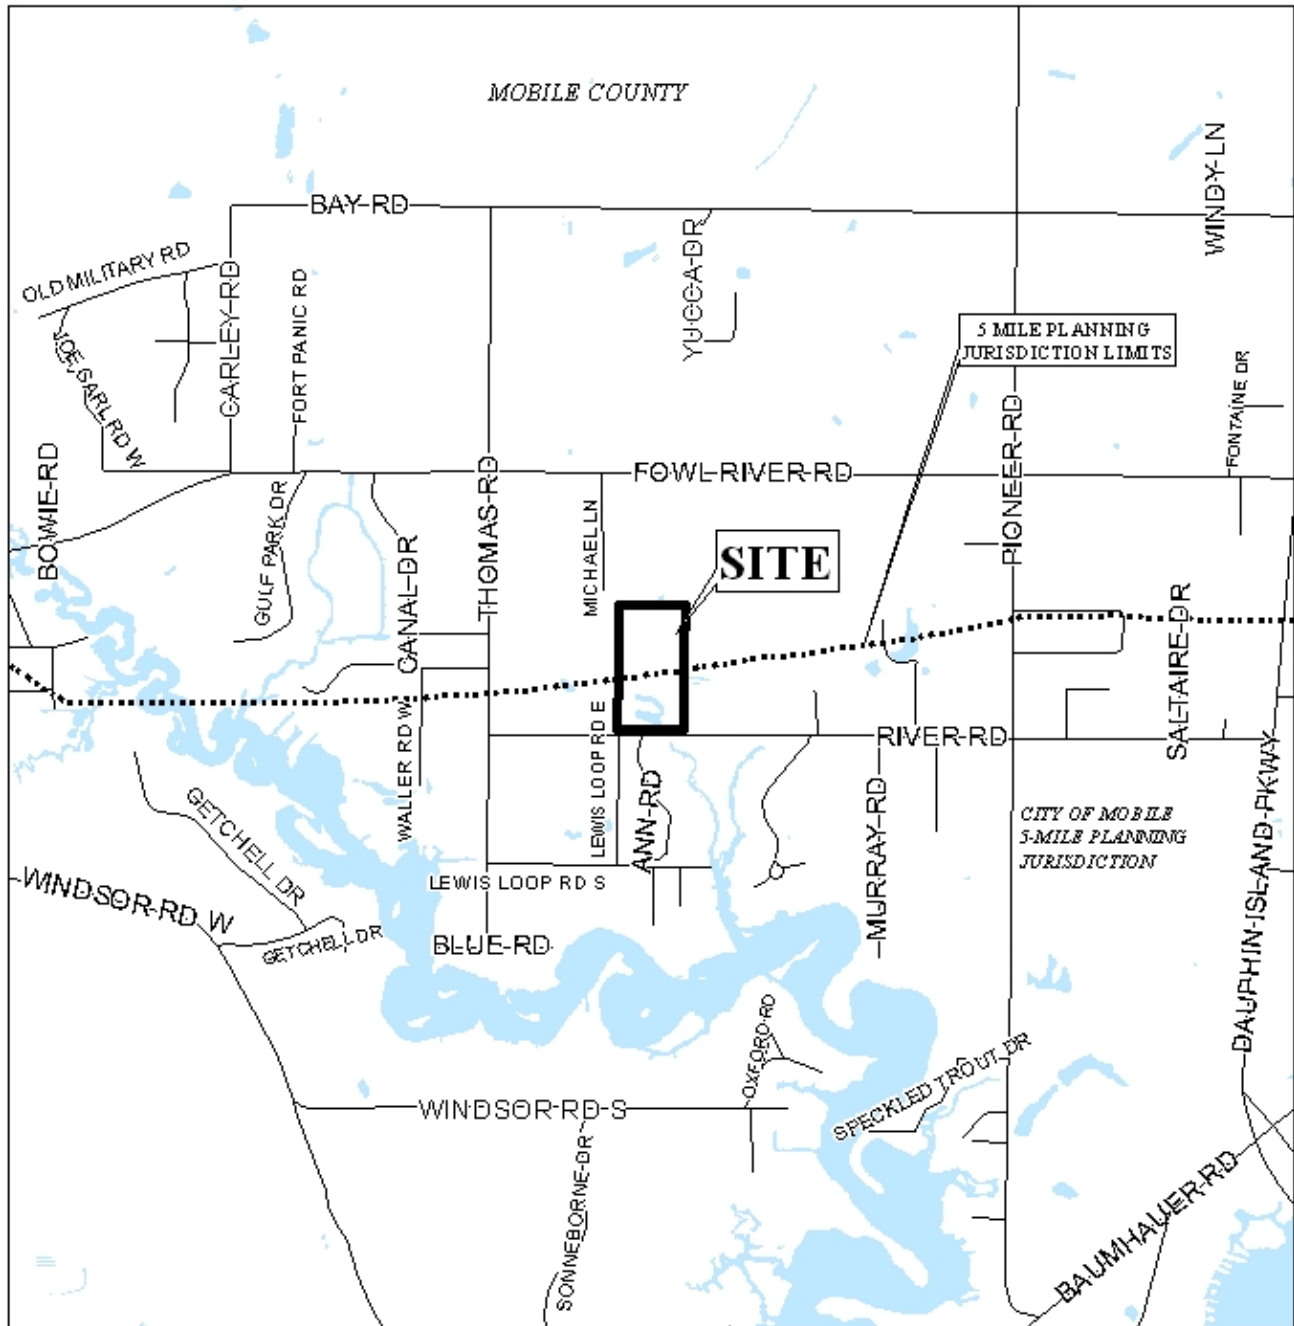 MOBILE COUNTY
WINDY LN
BAY RD
YUCCA DR
OLD MILITARY RD
CARLEY RD
FORT PANIC RD
5 MILE PLANNING
JURISDICTION LIMITS
JOE SARL RD W
FONTAINE DR
BOWIE RD
FOWL RIVER RD
PIONEER RD
THOMAS RD
GULF PARK DR
MICHAEL LN
CANAL DR
SITE
SALTAIRE DR
WALLER RD W
LEWIS LOOP RD E
RIVER RD
ANN RD
MURRAY RD
GETCHELL DR
CITY OF MOBILE
5-MILE PLANNING
JURISDICTION
DAUPHIN ISLAND PKWY
WINDSOR RD W
LEWIS LOOP RD S
GETCHELL DR
BLUE RD
OXFORD RD
SPECKLED TROUT DR
WINDSOR RD S
SONNEBORNE DR
BAUMHAUER RD